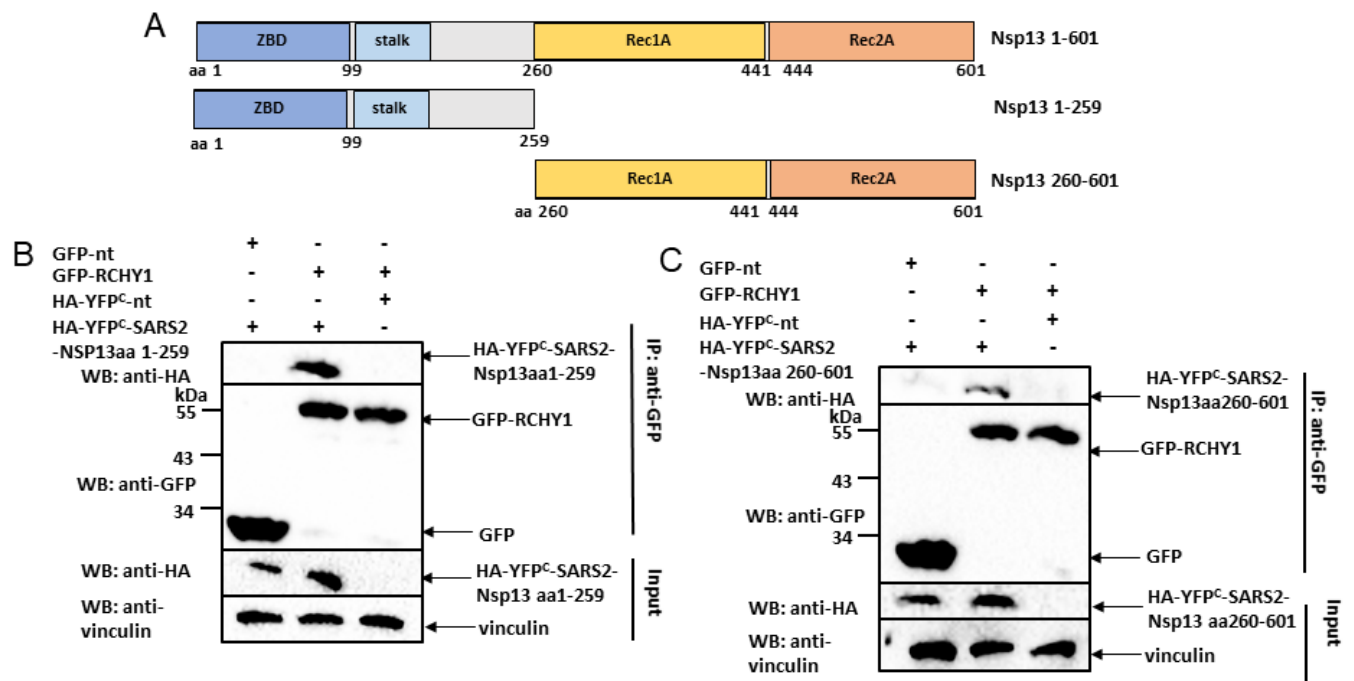 A
ZBD stalk Rec1A Rec2A Nsp13 1-601
aa 1 99 260 441 444 601
ZBD stalk Nsp13 1-259
aa 1 99 259
Rec1A Rec2A Nsp13 260-601
aa 260 441 444 601
B
GFP-nt + - -
GFP-RCHY1 - + +
HA-YFPᶜ-nt - - +
HA-YFPᶜ-SARS2 + + -
-NSP13aa 1-259
WB: anti-HA
HA-YFPᶜ-SARS2-
Nsp13aa1-259
kDa
55
GFP-RCHY1
43
WB: anti-GFP
34
GFP
IP: anti-GFP
WB: anti-HA
HA-YFPᶜ-SARS2-
Nsp13 aa1-259
WB: anti-
vinculin
vinculin
Input
C
GFP-nt + - -
GFP-RCHY1 - + +
HA-YFPᶜ-nt - - +
HA-YFPᶜ-SARS2 + + -
-Nsp13aa 260-601
WB: anti-HA
HA-YFPᶜ-SARS2-
Nsp13aa260-601
kDa
55
GFP-RCHY1
43
WB: anti-GFP
34
GFP
IP: anti-GFP
WB: anti-HA
HA-YFPᶜ-SARS2-
Nsp13 aa260-601
WB: anti-
vinculin
vinculin
Input